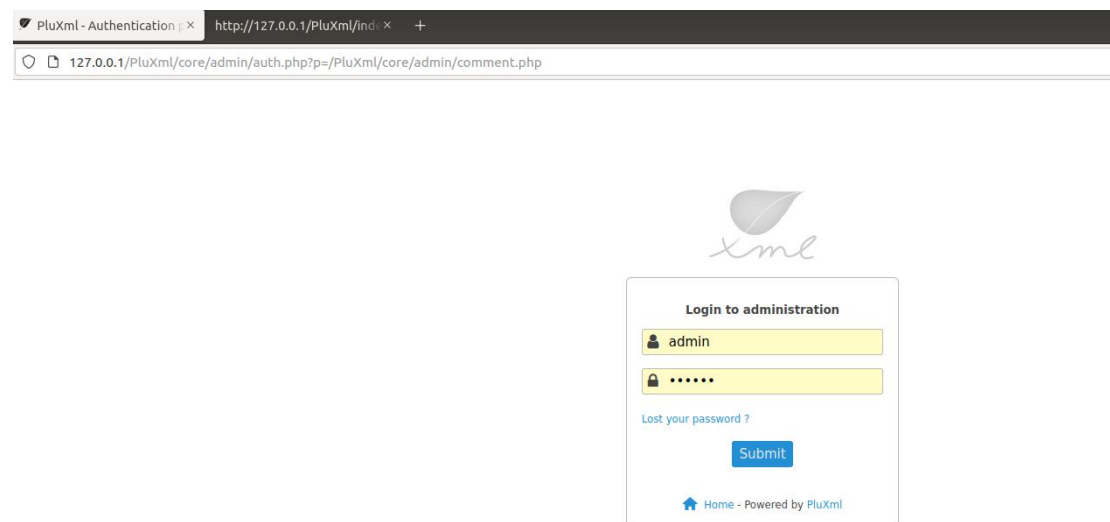 PluXml - Authentication p× http://127.0.0.1/PluXml/inde× +
127.0.0.1/PluXml/core/admin/auth.php?p=/PluXml/core/admin/comment.php
xml
Login to administration
admin
••••••
Lost your password ?
Submit
Home - Powered by PluXml